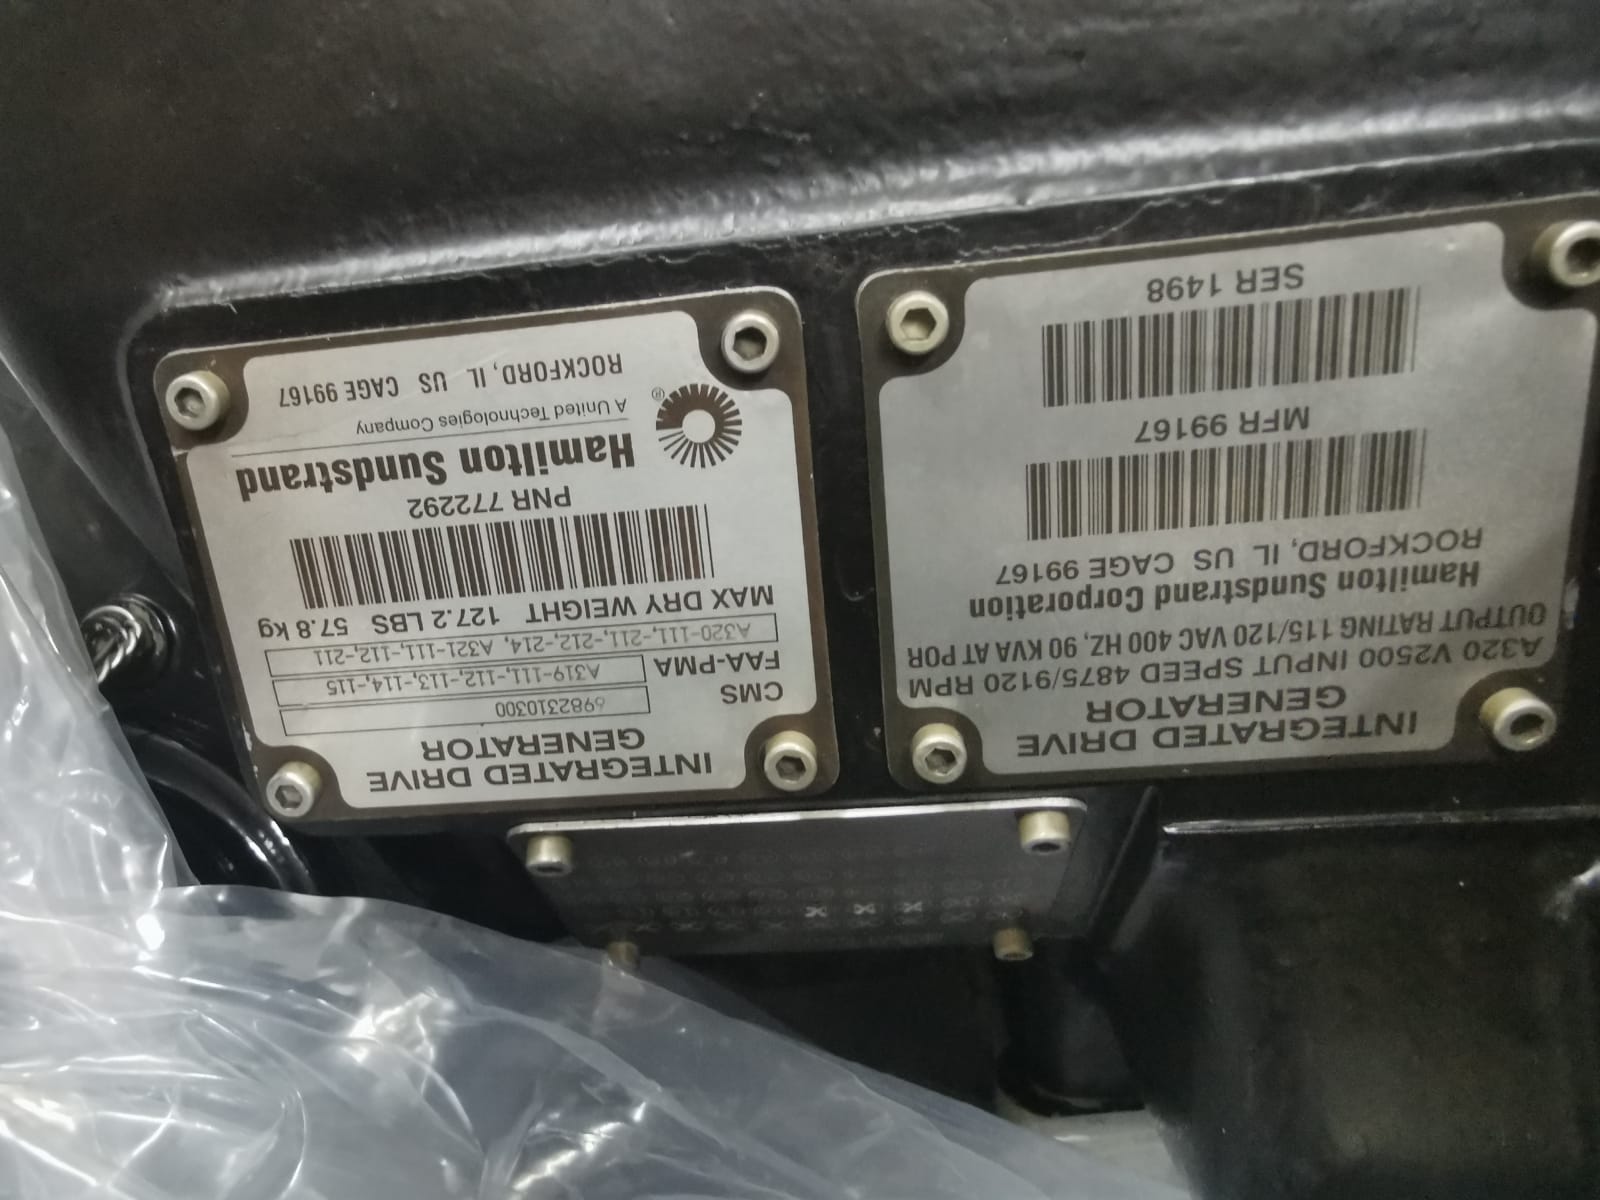 INTEGRATED DRIVE
GENERATOR
A320 V2500 INPUT SPEED 4875/9120 RPM
OUTPUT RATING 115/120 VAC 400 HZ, 90 KVA AT POR
Hamilton Sundstrand Corporation
ROCKFORD, IL US CAGE 99167
MFR 99167
SER 1498
INTEGRATED DRIVE
GENERATOR
CMS 6982310300
FAA-PMA A319-111,-112,-113,-114,-115
A320-111,-211,-212,-214, A321-111,-112,-211
MAX DRY WEIGHT 127.2 LBS 57.8 kg
PNR 772292
Hamilton Sundstrand
A United Technologies Company
®
ROCKFORD, IL US CAGE 99167